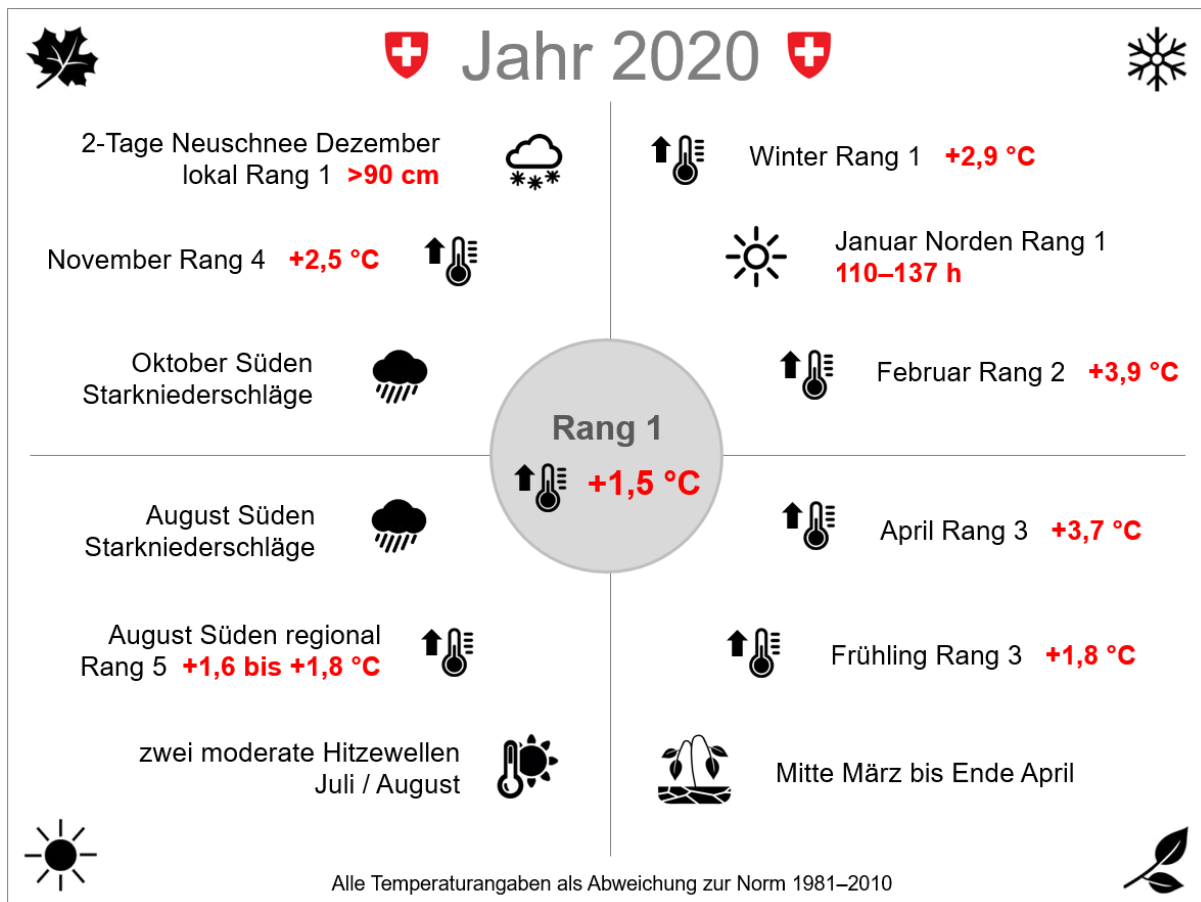 Jahr 2020
2-Tage Neuschnee Dezember
lokal Rang 1 >90 cm
November Rang 4 +2,5 °C
Oktober Süden
Starkniederschläge
Winter Rang 1 +2,9 °C
Januar Norden Rang 1
110–137 h
Februar Rang 2 +3,9 °C
Rang 1
+1,5 °C
August Süden
Starkniederschläge
August Süden regional
Rang 5 +1,6 bis +1,8 °C
zwei moderate Hitzewellen
Juli / August
April Rang 3 +3,7 °C
Frühling Rang 3 +1,8 °C
Mitte März bis Ende April
Alle Temperaturangaben als Abweichung zur Norm 1981–2010